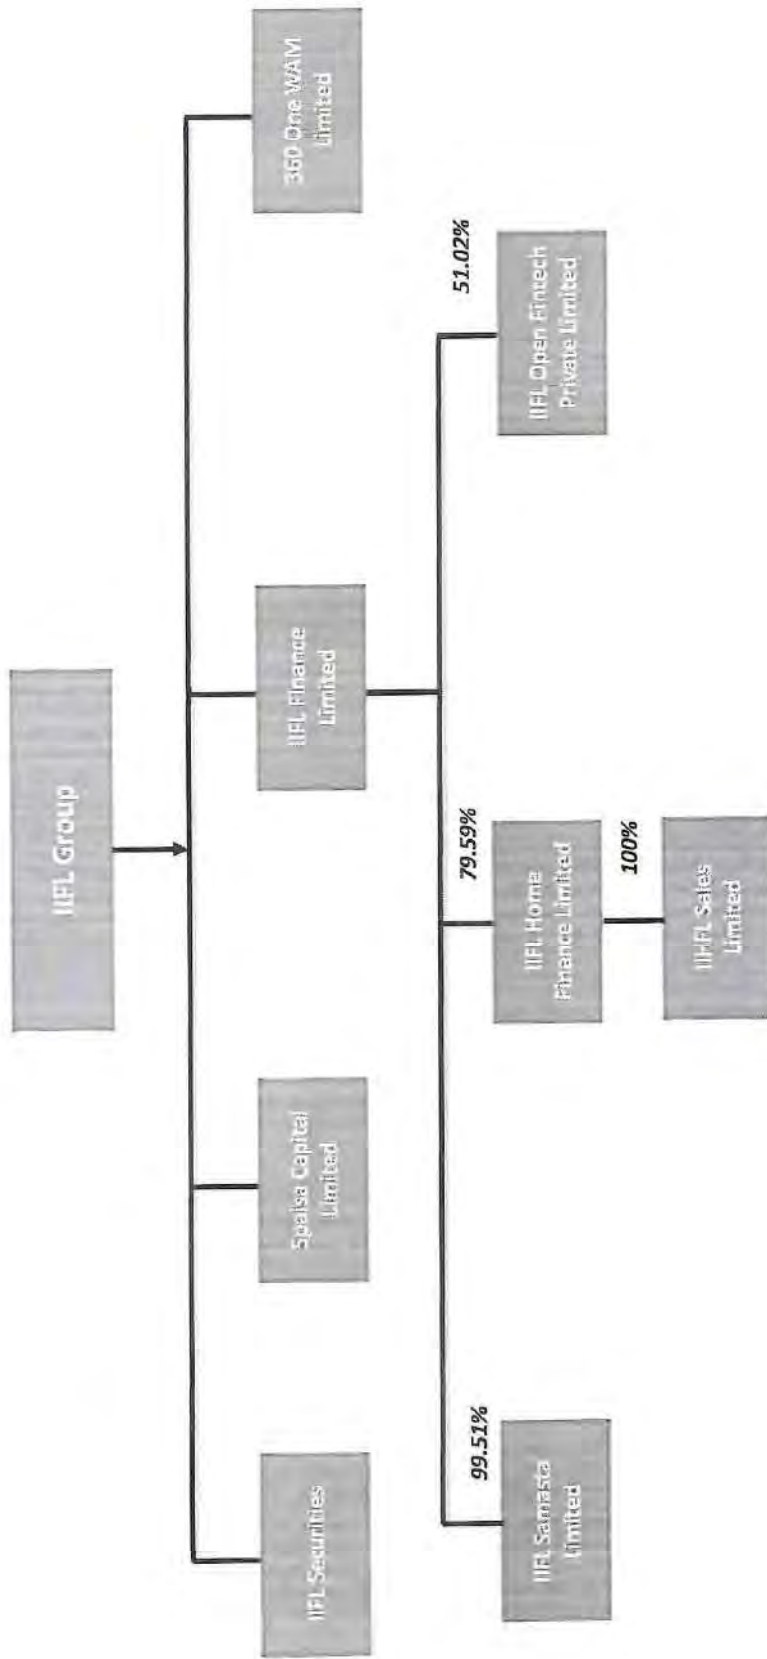 IIFL Group
IIFL Securities
5paisa Capital
Limited
IIFL Finance
Limited
360 One WAM
Limited
99.51%
79.59%
51.02%
IIFL Samasta
Limited
IIFL Home
Finance Limited
IIFL Open Fintech
Private Limited
100%
IIHFL Sales
Limited